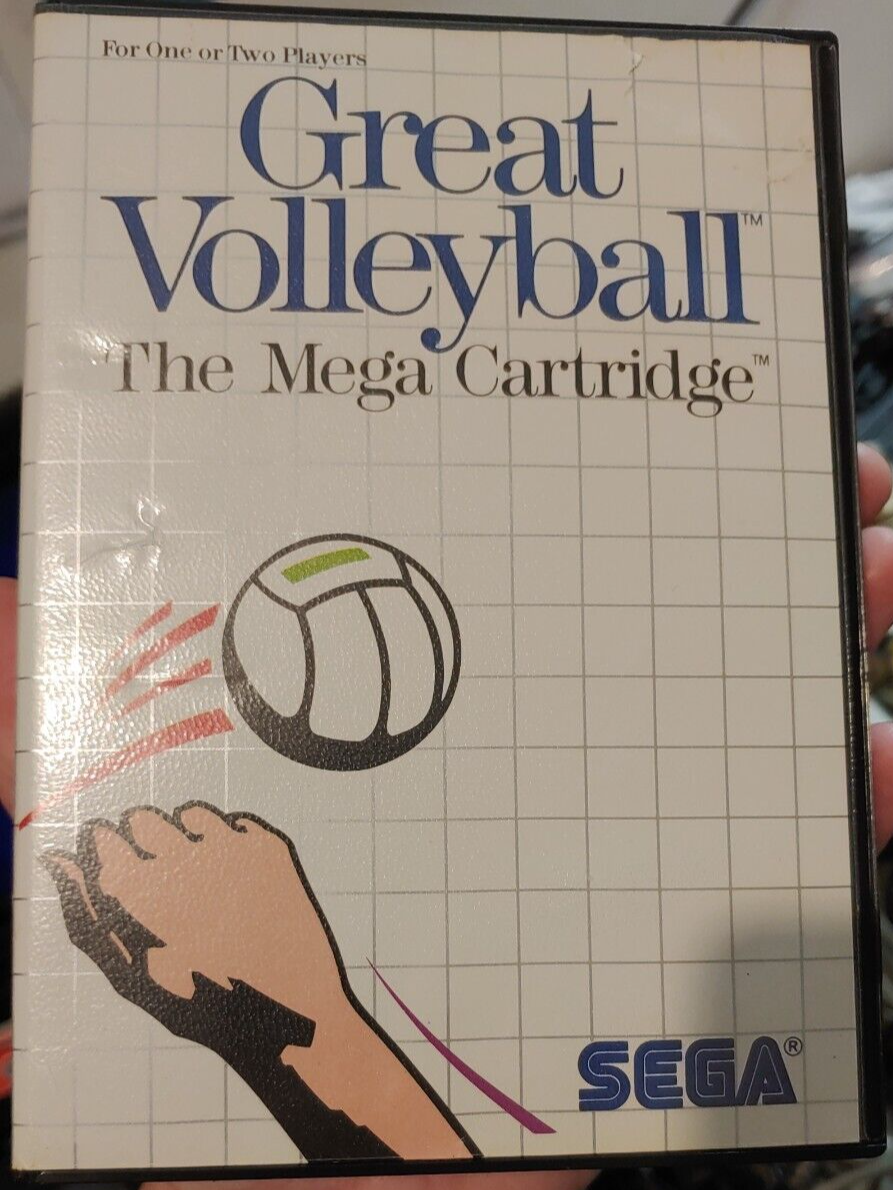 For One or Two Players
Great
Volleyball™
The Mega Cartridge™
SEGA®